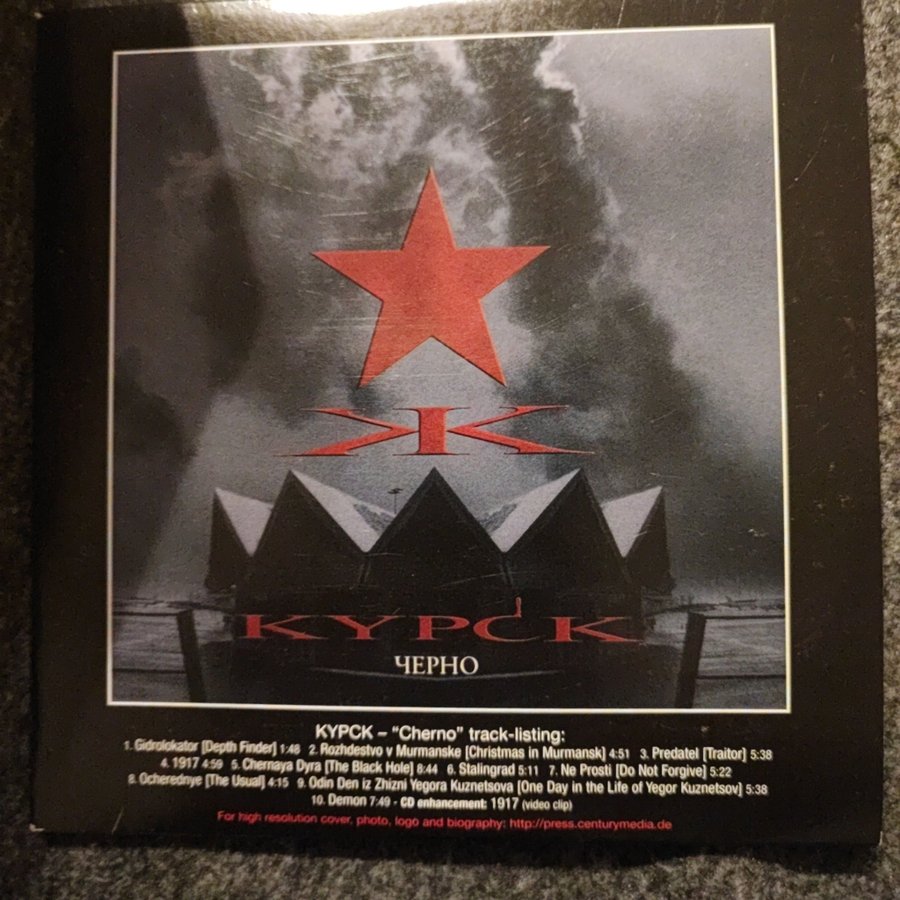 Ж
КУРСК
ЧЕРНО
KYPCK – “Cherno” track-listing:
1. Gidrolokator [Depth Finder] 1:48 2. Rozhdestvo v Murmanske [Christmas in Murmansk] 4:51 3. Predatel [Traitor] 5:38
4. 1917 4:59 5. Chernaya Dyra [The Black Hole] 8:44 6. Stalingrad 5:11 7. Ne Prosti [Do Not Forgive] 5:22
8. Ocherednye [The Usual] 4:15 9. Odin Den iz Zhizni Yegora Kuznetsova [One Day in the Life of Yegor Kuznetsov] 5:38
10. Demon 7:49 - CD enhancement: 1917 (video clip)
For high resolution cover, photo, logo and biography: http://press.centurymedia.de